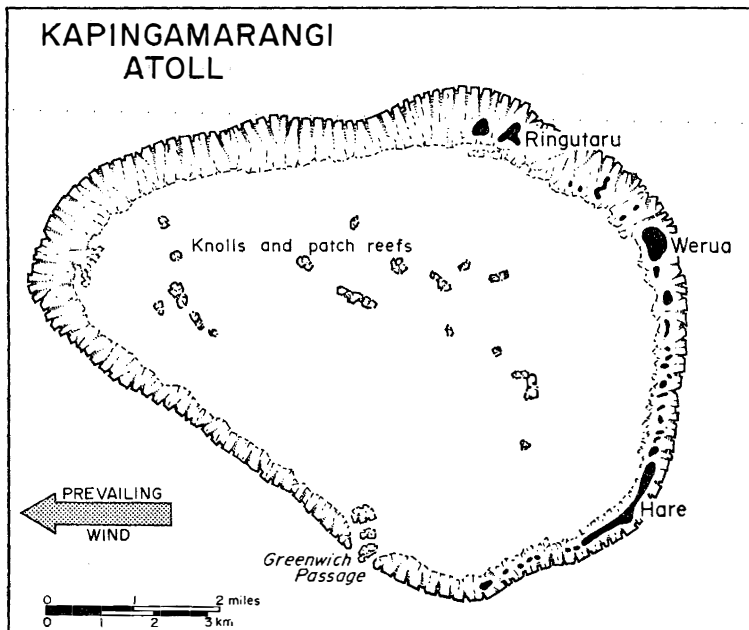 KAPINGAMARANGI
ATOLL
Ringutaru
Knolls and patch reefs
Werua
PREVAILING
WIND
Hare
Greenwich
Passage
0 1 2 miles
0 1 2 3 km